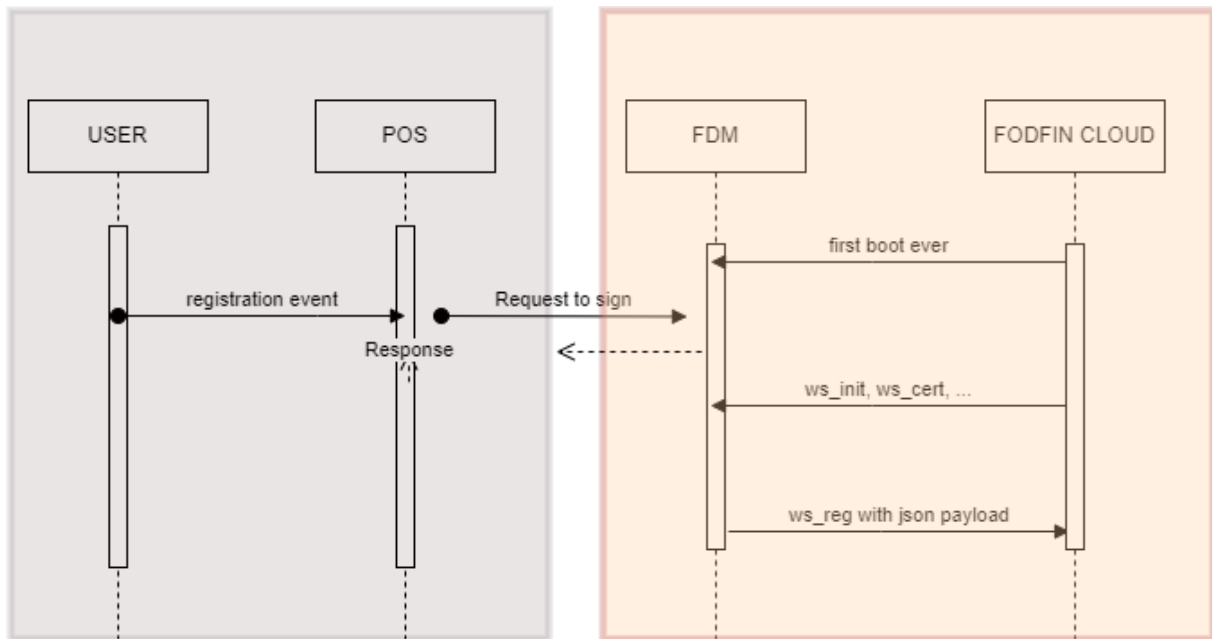 USER
POS
FDM
FODFIN CLOUD
first boot ever
registration event
Request to sign
Response
ws_init, ws_cert, ...
ws_reg with json payload